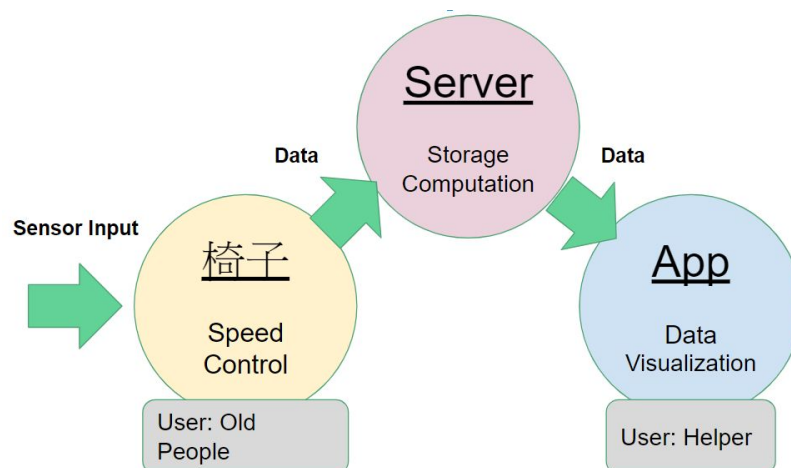 Sensor Input
椅子
Speed
Control
User: Old
People
Data
Server
Storage
Computation
Data
App
Data
Visualization
User: Helper